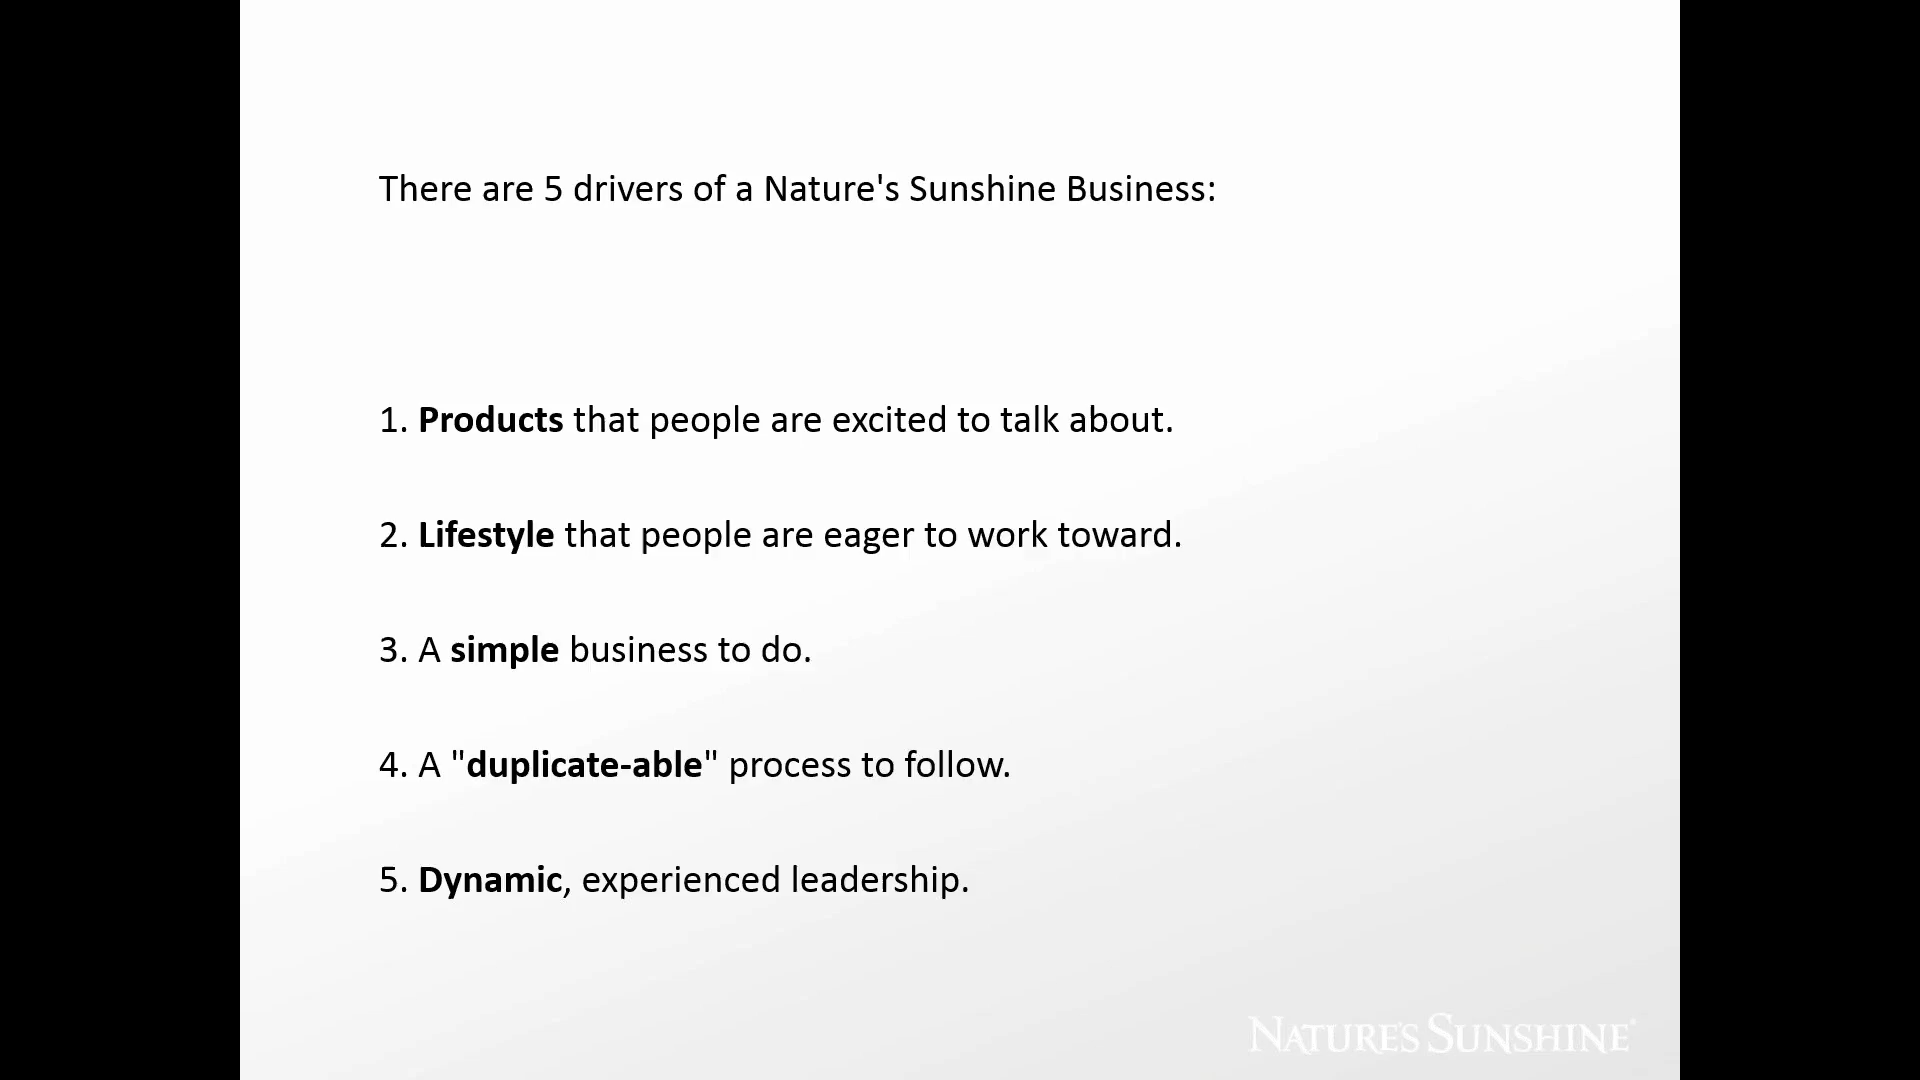 There are 5 drivers of a Nature's Sunshine Business:
1. Products that people are excited to talk about.
2. Lifestyle that people are eager to work toward.
3. A simple business to do.
4. A "duplicate-able" process to follow.
5. Dynamic, experienced leadership.
NATURE'S SUNSHINE®